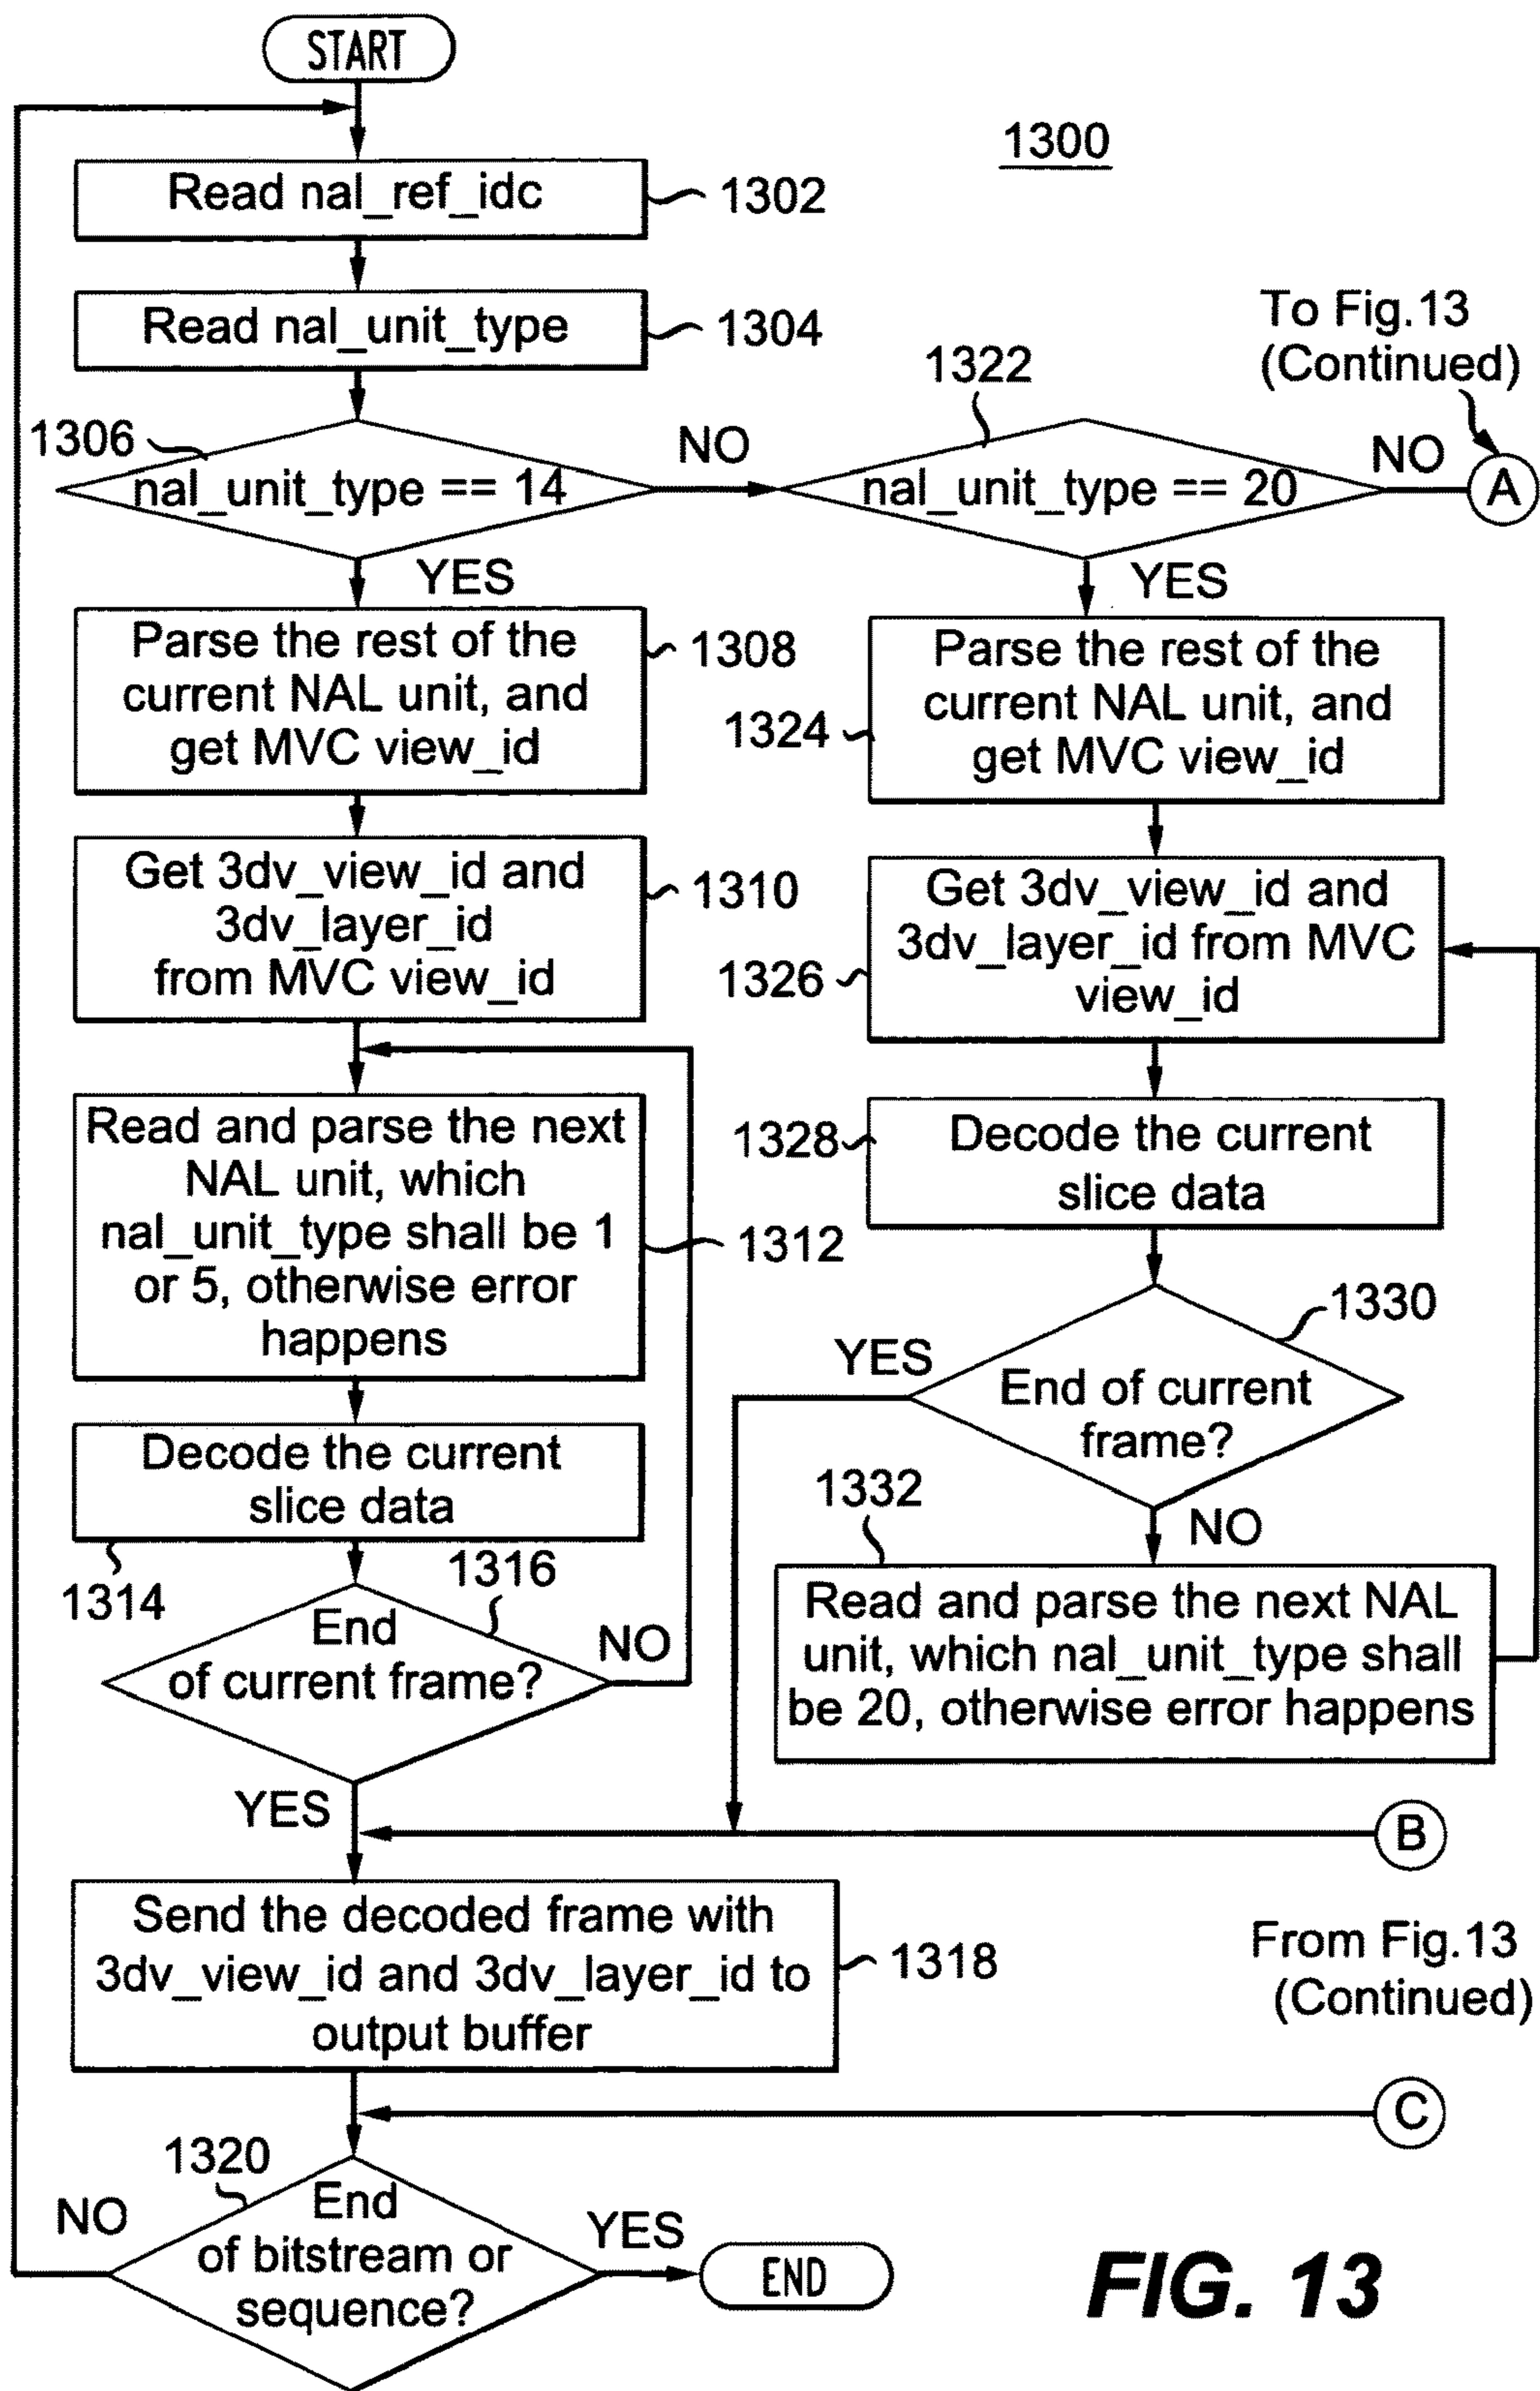 START
1300
Read nal_ref_idc
1302
Read nal_unit_type
1304
To Fig.13
(Continued)
1306
nal_unit_type == 14
NO
1322
nal_unit_type == 20
NO
A
YES
Parse the rest of the
current NAL unit, and
get MVC view_id
1308
Get 3dv_view_id and
3dv_layer_id
from MVC view_id
1310
Read and parse the next
NAL unit, which
nal_unit_type shall be 1
or 5, otherwise error
happens
1312
Decode the current
slice data
1314
1316
End
of current frame?
NO
YES
YES
Parse the rest of the
current NAL unit, and
get MVC view_id
1324
Get 3dv_view_id and
3dv_layer_id from MVC
view_id
1326
1328
Decode the current
slice data
1330
YES
End of current
frame?
1332
NO
Read and parse the next NAL
unit, which nal_unit_type shall
be 20, otherwise error happens
B
Send the decoded frame with
3dv_view_id and 3dv_layer_id to
output buffer
1318
From Fig.13
(Continued)
C
1320
NO
End
of bitstream or
sequence?
YES
END
FIG. 13